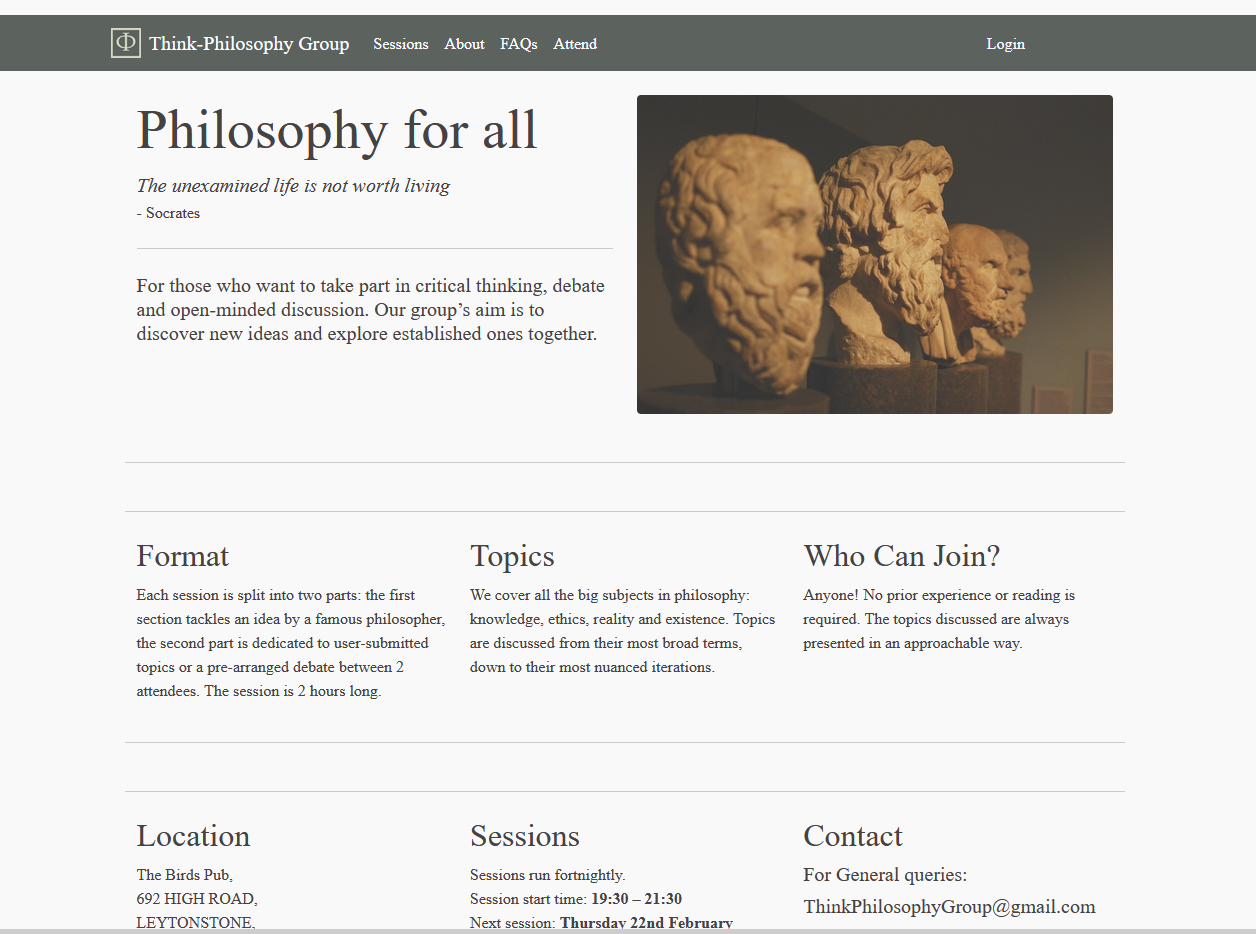 Φ Think-Philosophy Group Sessions About FAQs Attend Login
Philosophy for all
The unexamined life is not worth living
- Socrates
For those who want to take part in critical thinking, debate
and open-minded discussion. Our group’s aim is to
discover new ideas and explore established ones together.
Format
Each session is split into two parts: the first
section tackles an idea by a famous philosopher,
the second part is dedicated to user-submitted
topics or a pre-arranged debate between 2
attendees. The session is 2 hours long.
Topics
We cover all the big subjects in philosophy:
knowledge, ethics, reality and existence. Topics
are discussed from their most broad terms,
down to their most nuanced iterations.
Who Can Join?
Anyone! No prior experience or reading is
required. The topics discussed are always
presented in an approachable way.
Location
The Birds Pub,
692 HIGH ROAD,
LEYTONSTONE,
Sessions
Sessions run fortnightly.
Session start time: 19:30 – 21:30
Next session: Thursday 22nd February
Contact
For General queries:
ThinkPhilosophyGroup@gmail.com